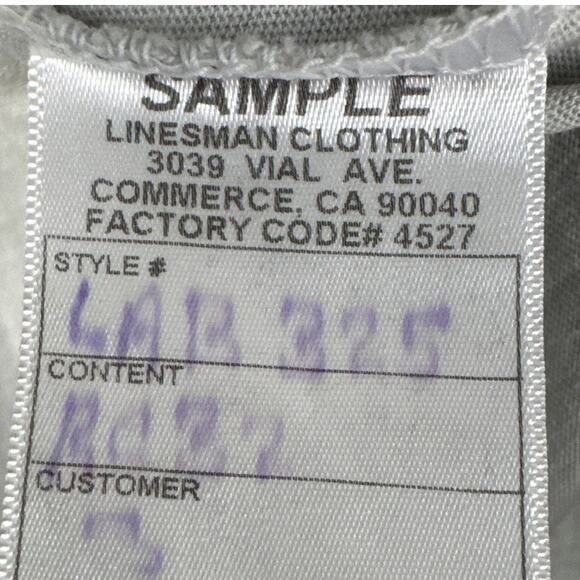 SAMPLE
LINESMAN CLOTHING
3039 VIAL AVE.
COMMERCE, CA 90040
FACTORY CODE# 4527
STYLE #
LAB 325
CONTENT
CUSTOMER